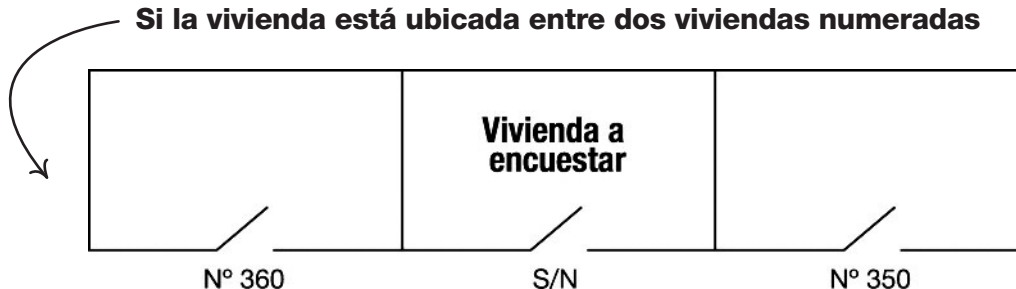 Si la vivienda está ubicada entre dos viviendas numeradas
Vivienda a
encuestar
Nº 360
S/N
Nº 350